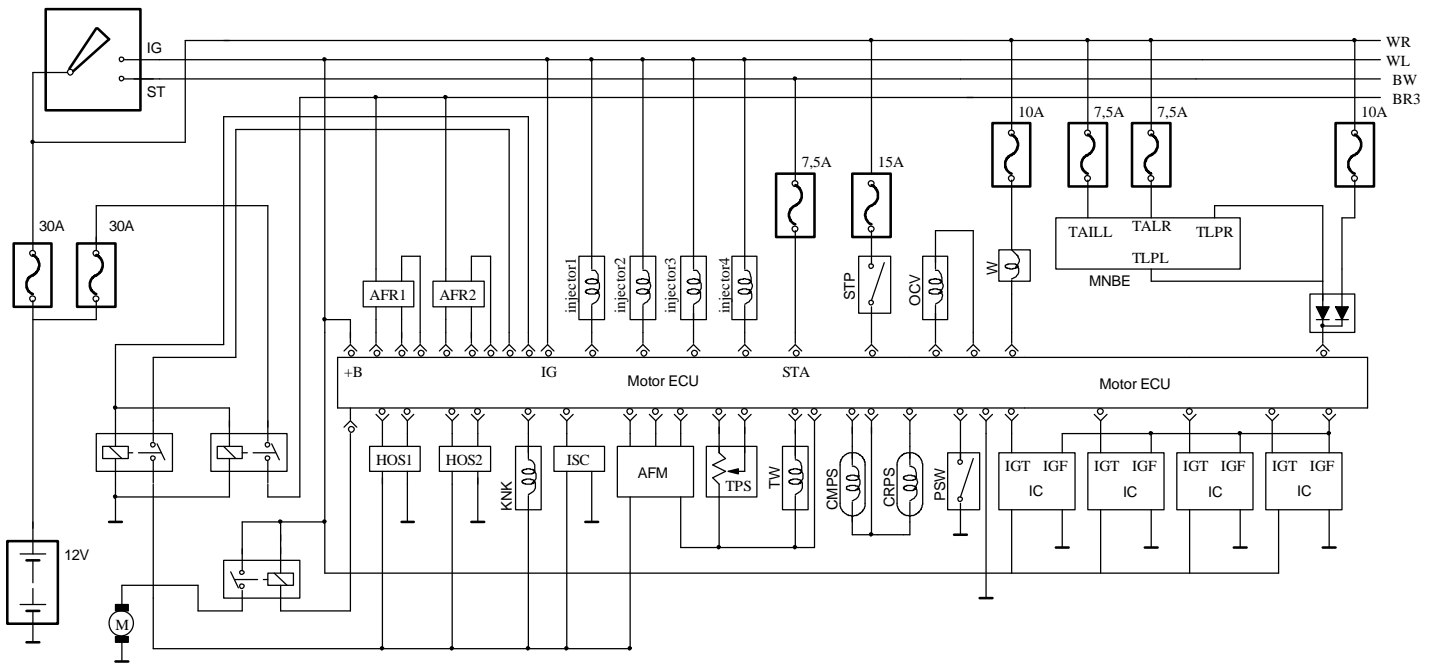 IG
WR
WL
ST
BW
BR3
10A
7,5A
7,5A
10A
7,5A
15A
30A
30A
TAILL
TALR
TLPR
TLPL
MNBE
injector1
injector2
injector3
injector4
STP
OCV
W
AFR1
AFR2
+B
IG
Motor ECU
STA
Motor ECU
HOS1
HOS2
KNK
ISC
AFM
TPS
TW
CMPS
CRPS
PSW
IGT
IGF
IC
IGT
IGF
IC
IGT
IGF
IC
IGT
IGF
IC
12V
M